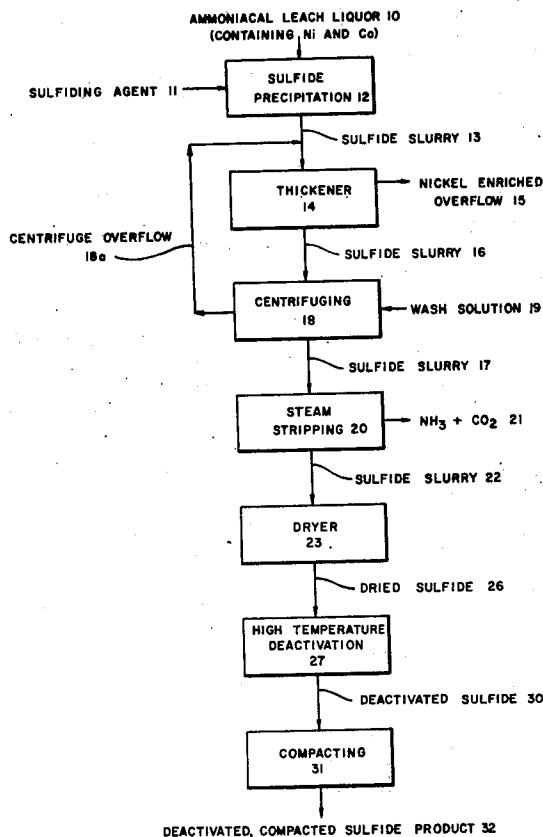 AMMONIACAL LEACH LIQUOR 10
(CONTAINING Ni AND Co)
SULFIDING AGENT 11
SULFIDE
PRECIPITATION 12
SULFIDE SLURRY 13
THICKENER
14
NICKEL ENRICHED
OVERFLOW 15
CENTRIFUGE OVERFLOW
18a
SULFIDE SLURRY 16
CENTRIFUGING
18
WASH SOLUTION 19
SULFIDE SLURRY 17
STEAM
STRIPPING 20
NH3 + CO2 21
SULFIDE SLURRY 22
DRYER
23
DRIED SULFIDE 26
HIGH TEMPERATURE
DEACTIVATION
27
DEACTIVATED SULFIDE 30
COMPACTING
31
DEACTIVATED, COMPACTED SULFIDE PRODUCT 32